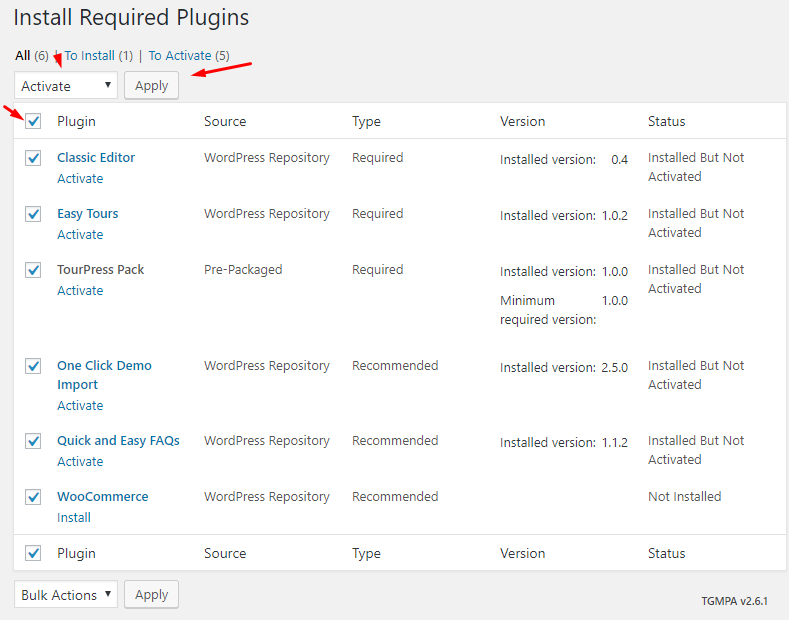 Install Required Plugins
All (6) | To Install (1) | To Activate (5)
Activate Apply
Plugin Source Type Version Status
Classic Editor WordPress Repository Required Installed version: 0.4 Installed But Not
Activate Activated
Easy Tours WordPress Repository Required Installed version: 1.0.2 Installed But Not
Activate Activated
TourPress Pack Pre-Packaged Required Installed version: 1.0.0 Installed But Not
Activate Activated
Minimum 1.0.0
required version:
One Click Demo WordPress Repository Recommended Installed version: 2.5.0 Installed But Not
Import Activated
Activate
Quick and Easy FAQs WordPress Repository Recommended Installed version: 1.1.2 Installed But Not
Activate Activated
WooCommerce WordPress Repository Recommended Not Installed
Install
Plugin Source Type Version Status
Bulk Actions Apply
TGMPA v2.6.1